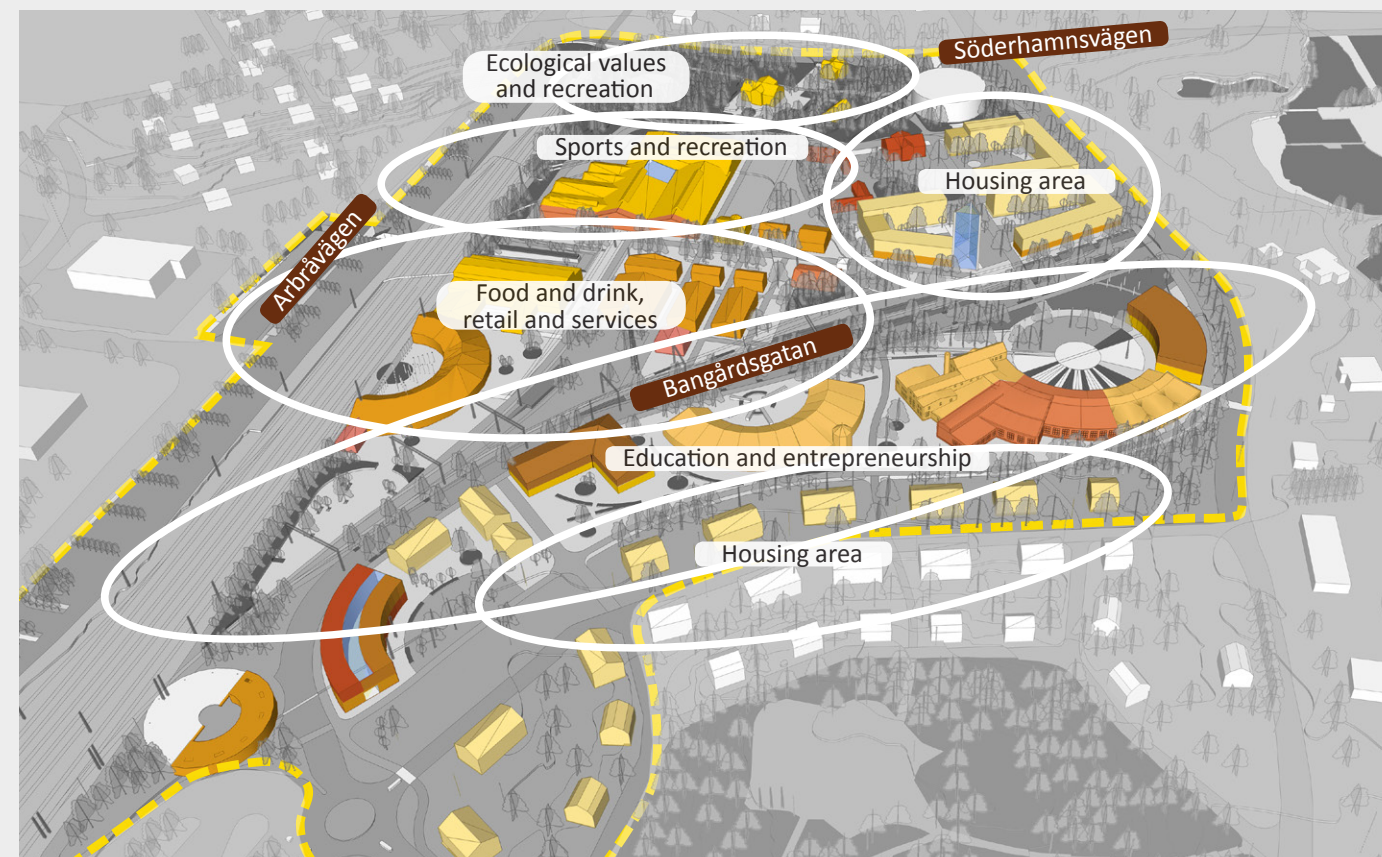 Söderhamnsvägen
Ecological values
and recreation
Sports and recreation
Housing area
Arbråvägen
Food and drink,
retail and services
Bangårdsgatan
Education and entrepreneurship
Housing area